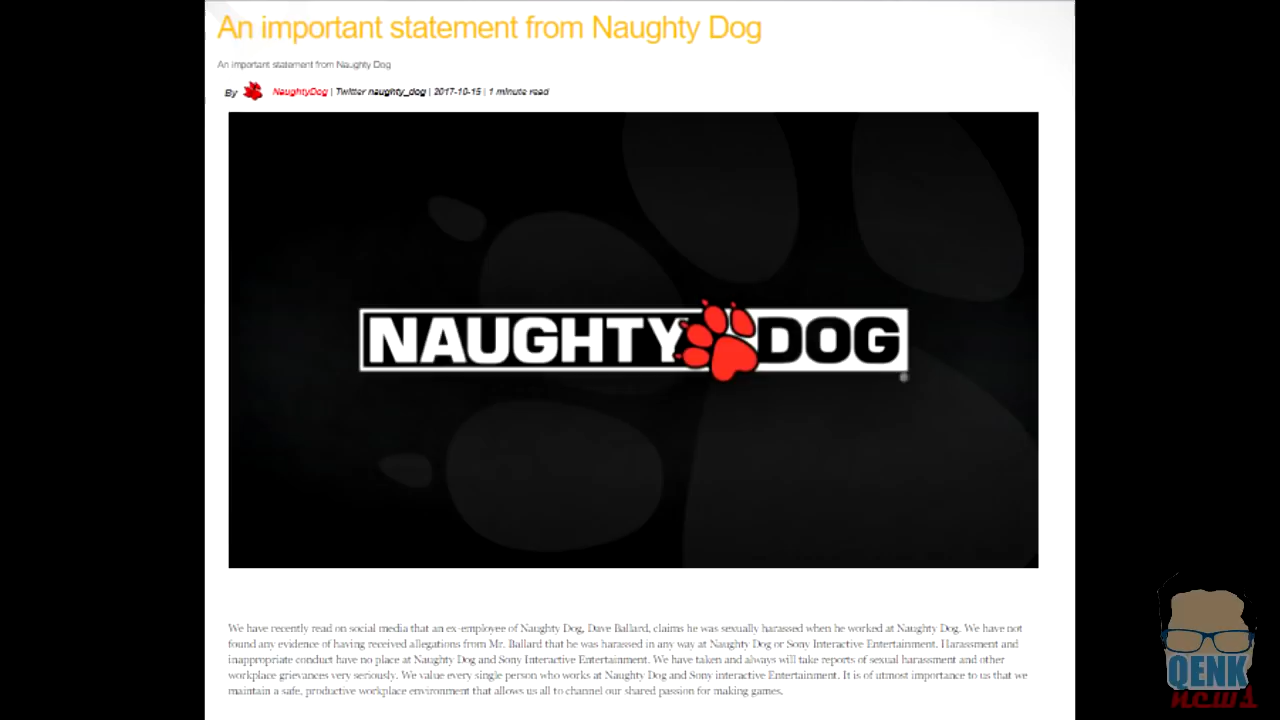 An important statement from Naughty Dog
An important statement from Naughty Dog
By NaughtyDog | Twitter naughty_dog | 2017-10-15 | 1 minute read
NAUGHTY DOG
We have recently read on social media that an ex-employee of Naughty Dog, Dave Ballard, claims he was sexually harassed when he worked at Naughty Dog. We have not
found any evidence of having received allegations from Mr. Ballard that he was harassed in any way at Naughty Dog or Sony Interactive Entertainment. Harassment and
inappropriate conduct have no place at Naughty Dog and Sony Interactive Entertainment. We have taken and always will take reports of sexual harassment and other
workplace grievances very seriously. We value every single person who works at Naughty Dog and Sony interactive Entertainment. It is of utmost importance to us that we
maintain a safe, productive workplace environment that allows us all to channel our shared passion for making games.
QENK
news